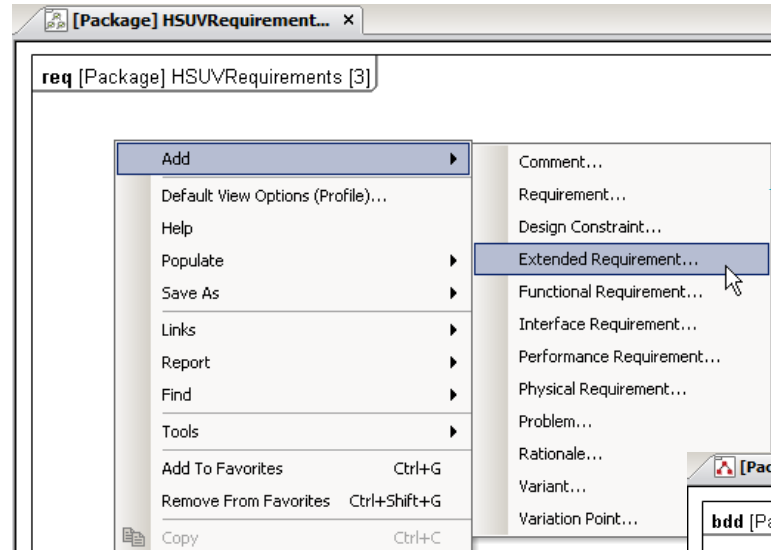 [Package] HSUVRequirement... ×
req [Package] HSUVRequirements [3]
Add
Default View Options (Profile)...
Help
Populate
Save As
Links
Report
Find
Tools
Add To Favorites Ctrl+G
Remove From Favorites Ctrl+Shift+G
Copy Ctrl+C
Comment...
Requirement...
Design Constraint...
Extended Requirement...
Functional Requirement...
Interface Requirement...
Performance Requirement...
Physical Requirement...
Problem...
Rationale...
Variant...
Variation Point...
[Pac
bdd [Pa